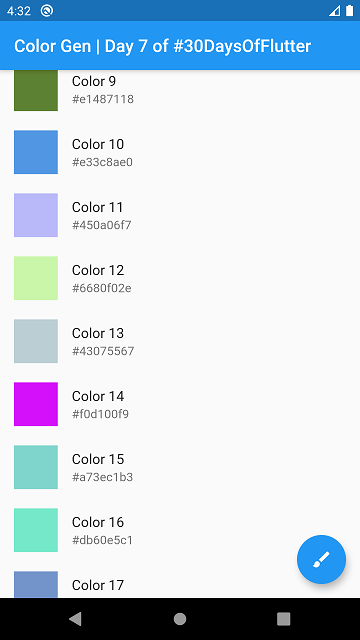 4:32
Color Gen | Day 7 of #30DaysOfFlutter
Color 9
#e1487118
Color 10
#e33c8ae0
Color 11
#450a06f7
Color 12
#6680f02e
Color 13
#43075567
Color 14
#f0d100f9
Color 15
#a73ec1b3
Color 16
#db60e5c1
Color 17